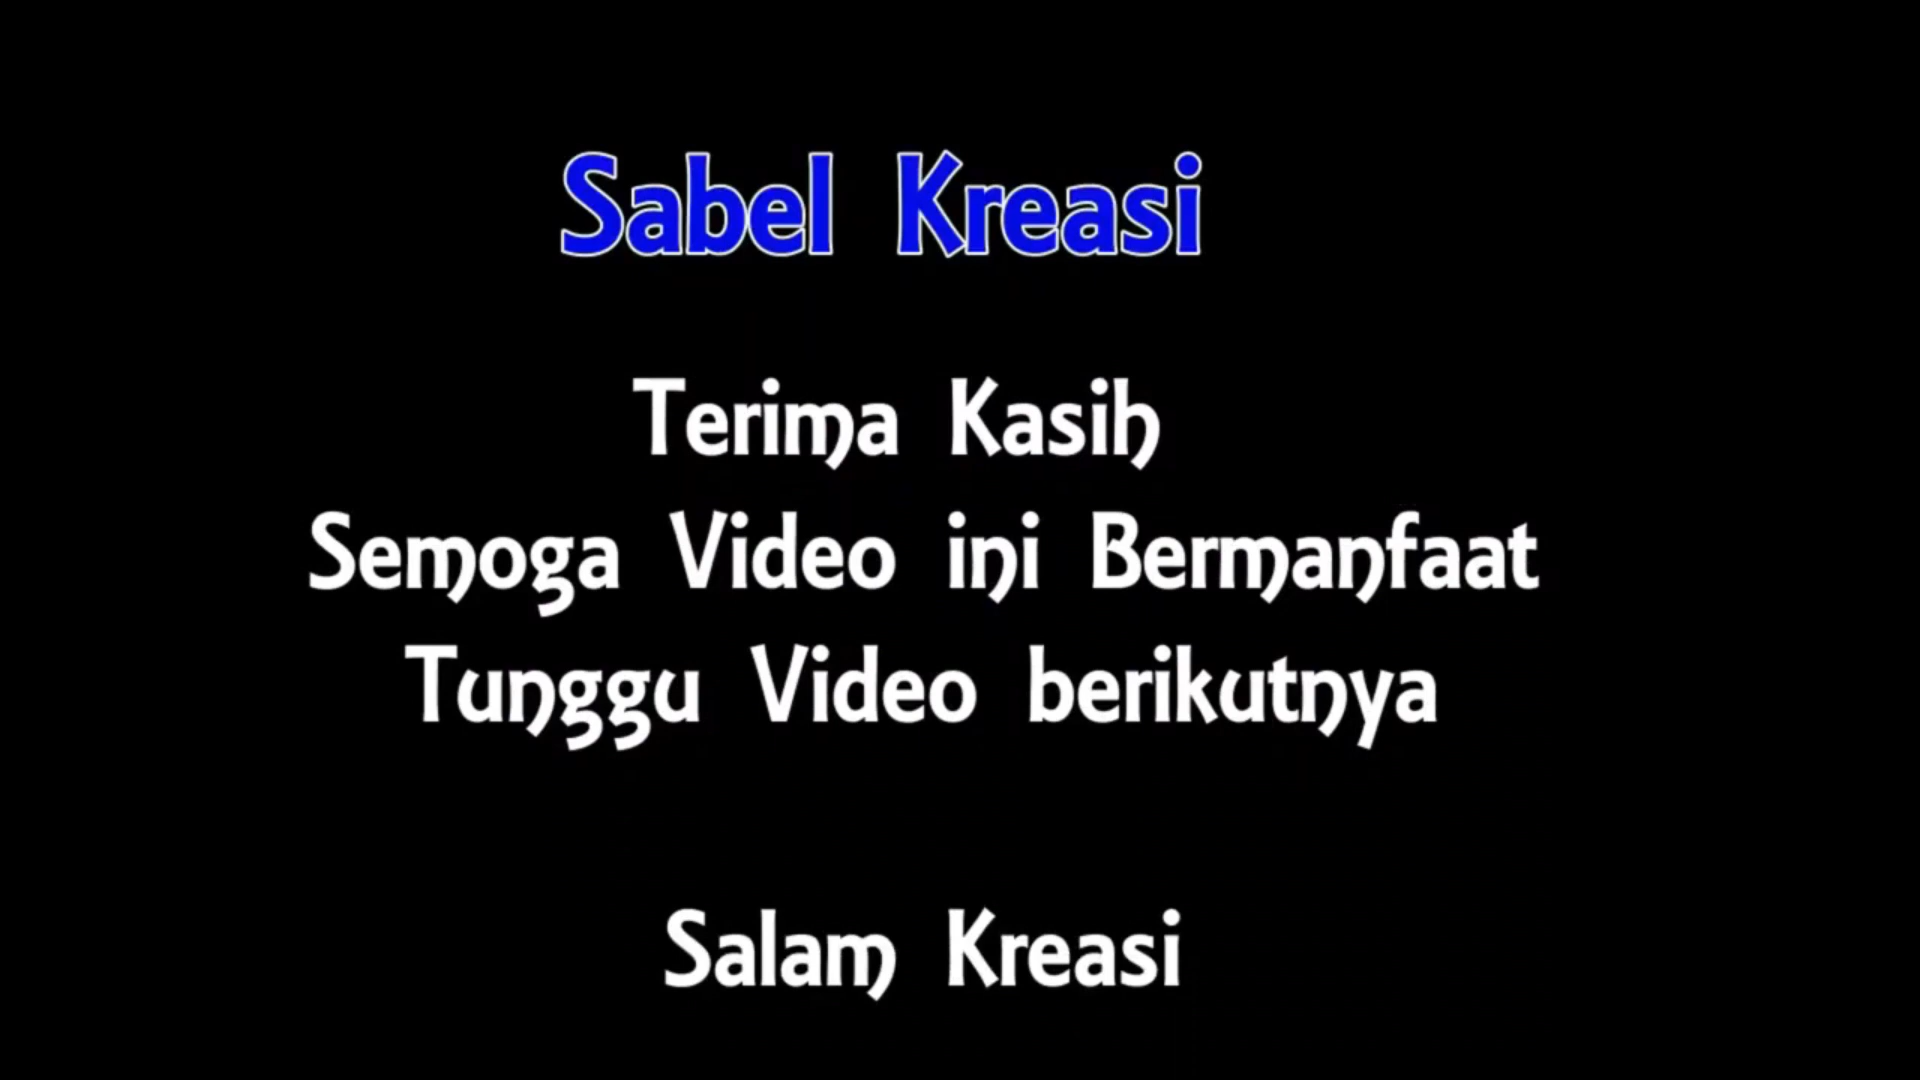 Sabel Kreasi
Terima Kasih
Semoga Video ini Bermanfaat
Tunggu Video berikutnya
Salam Kreasi